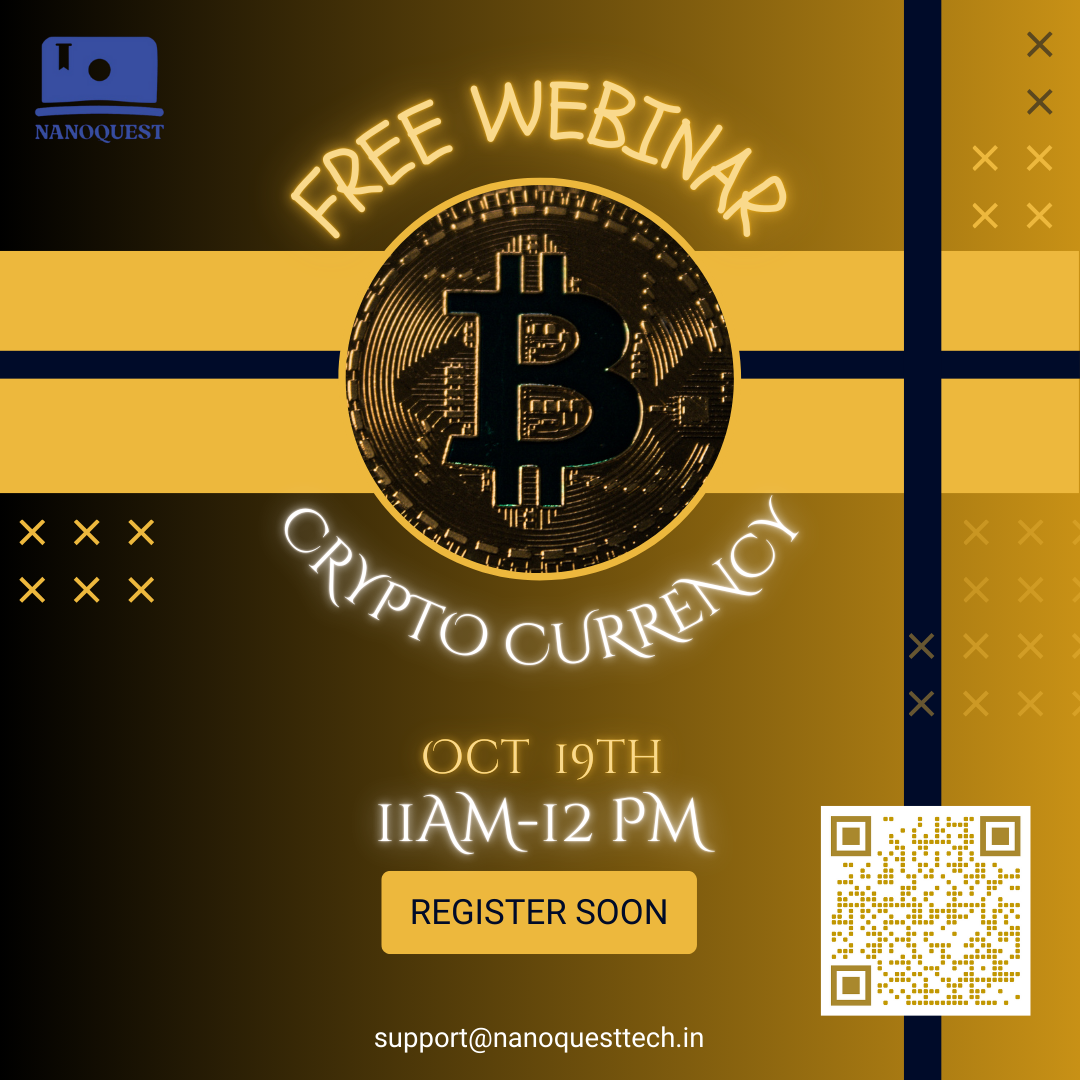 NANOQUEST
FREE WEBINAR
CRYPTO CURRENCY
OCT 19TH
11AM-12 PM
REGISTER SOON
support@nanoquesttech.in